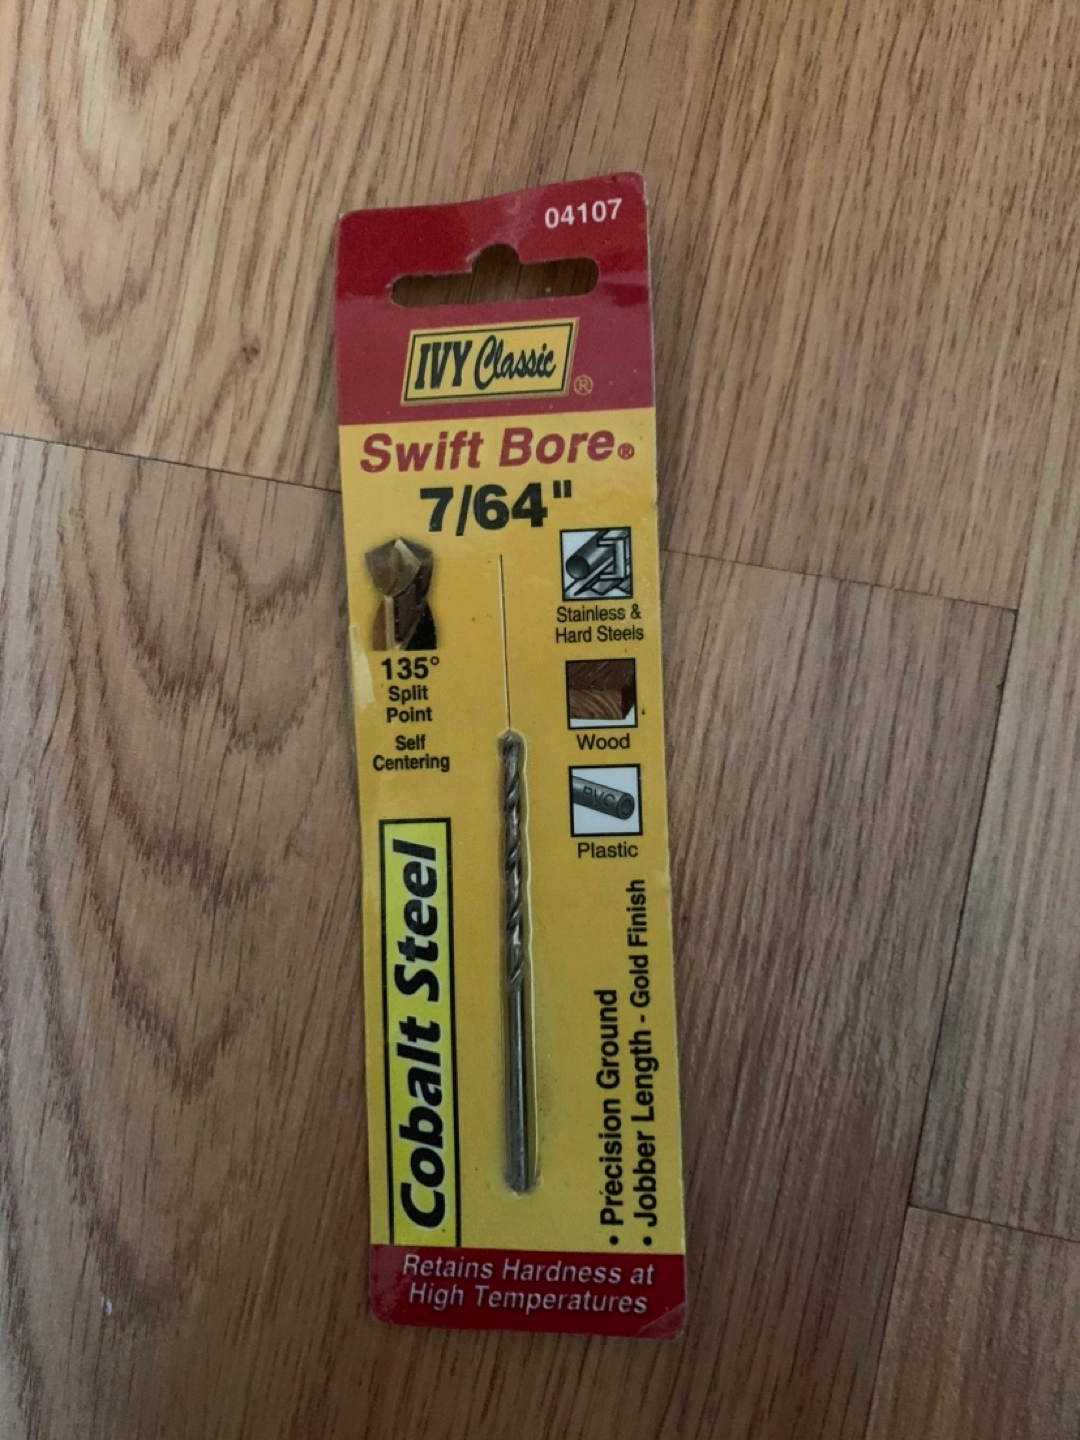 04107
IVY Classic®
Swift Bore®
7/64"
135°
Split
Point
Self
Centering
Stainless &
Hard Steels
Wood
PVC
Plastic
Cobalt Steel
• Precision Ground
• Jobber Length - Gold Finish
Retains Hardness at
High Temperatures